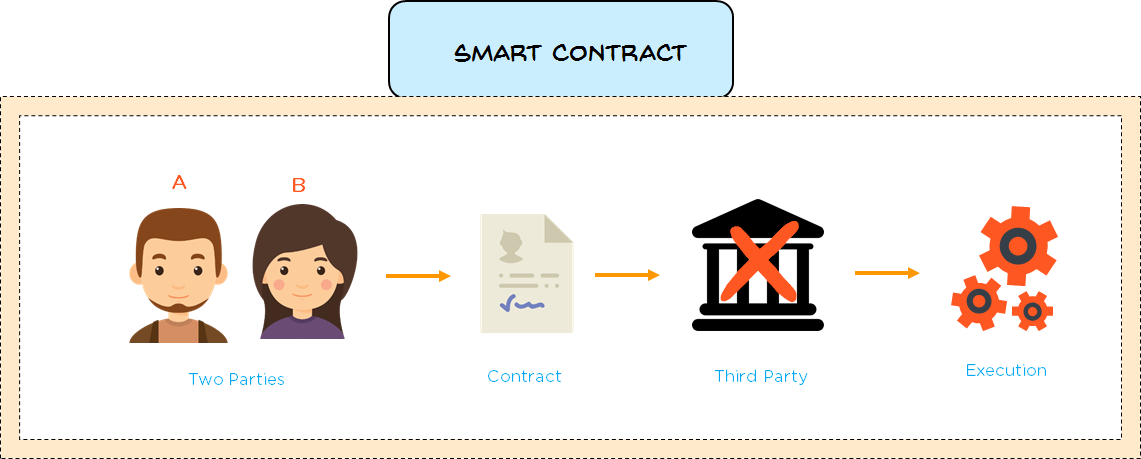 SMART CONTRACT
A
B
Two Parties
Contract
Third Party
Execution